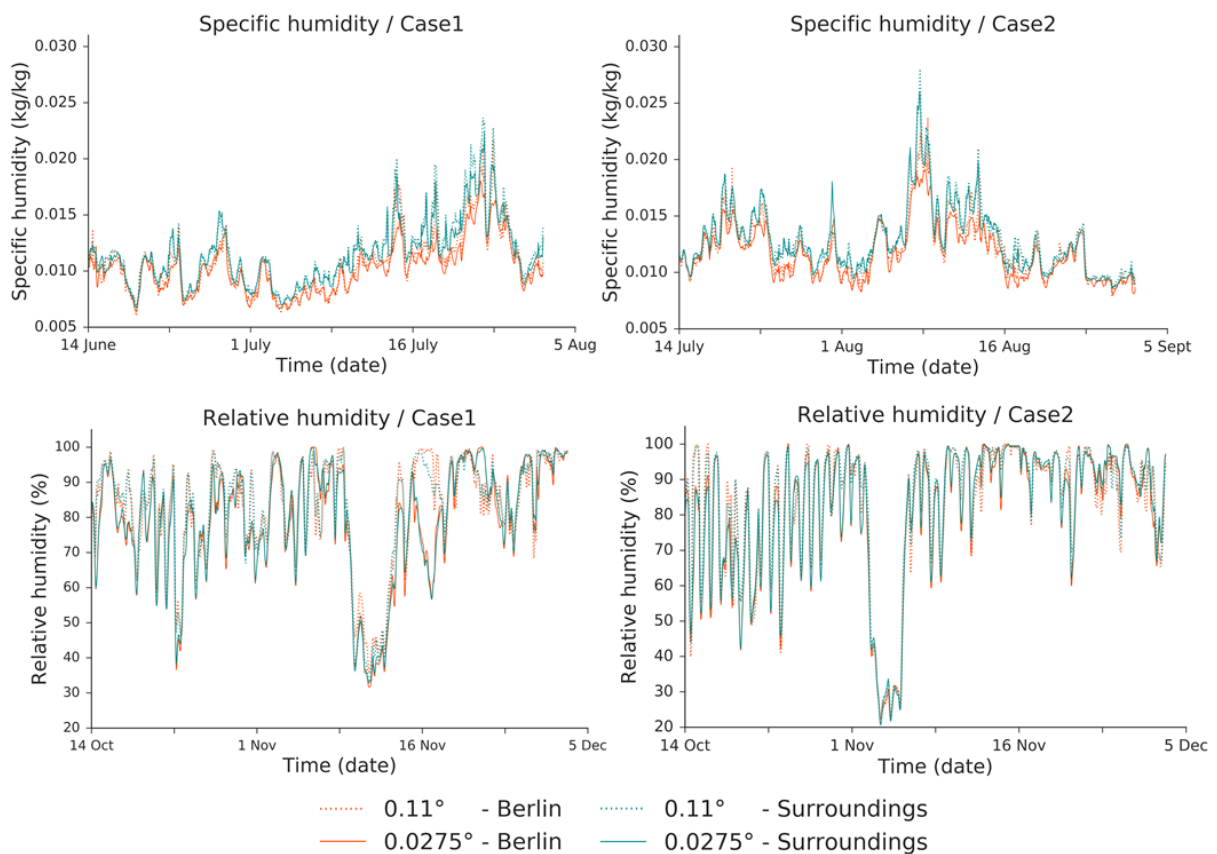 Specific humidity / Case1
Specific humidity (kg/kg)
0.030
0.025
0.020
0.015
0.010
0.005
14 June
1 July
16 July
5 Aug
Time (date)
Specific humidity / Case2
Specific humidity (kg/kg)
0.030
0.025
0.020
0.015
0.010
0.005
14 July
1 Aug
16 Aug
5 Sept
Time (date)
Relative humidity / Case1
Relative humidity (%)
100
90
80
70
60
50
40
30
20
14 Oct
1 Nov
16 Nov
5 Dec
Time (date)
Relative humidity / Case2
Relative humidity (%)
100
90
80
70
60
50
40
30
20
14 Oct
1 Nov
16 Nov
5 Dec
Time (date)
0.11° - Berlin
0.11° - Surroundings
0.0275° - Berlin
0.0275° - Surroundings